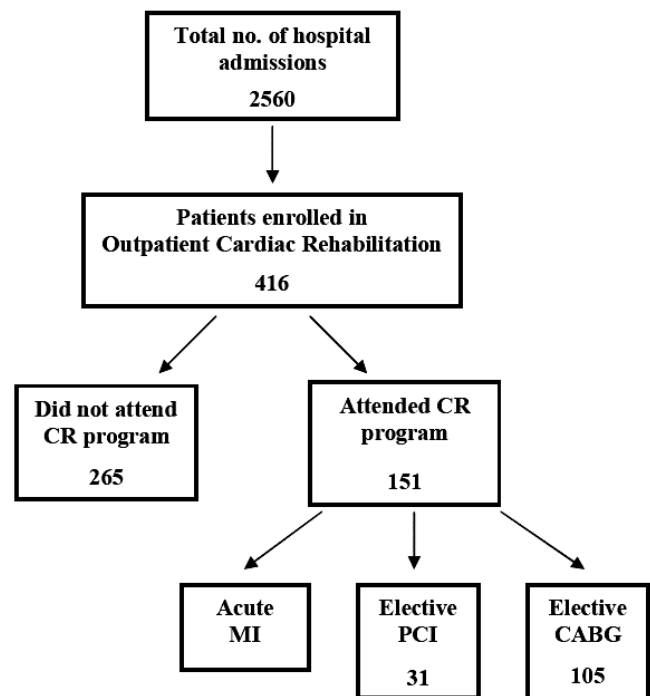 Total no. of hospital
admissions
2560
Patients enrolled in
Outpatient Cardiac Rehabilitation
416
Did not attend
CR program
265
Attended CR
program
151
Acute
MI
Elective
PCI
31
Elective
CABG
105